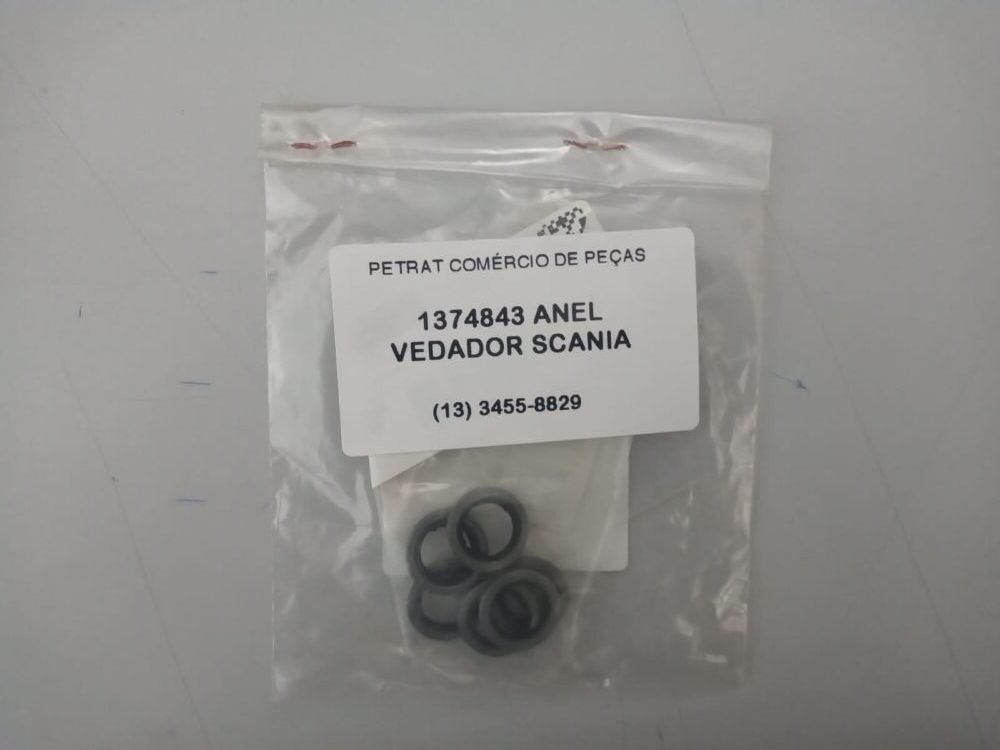 PETRAT COMÉRCIO DE PEÇAS
1374843 ANEL
VEDADOR SCANIA
(13) 3455-8829